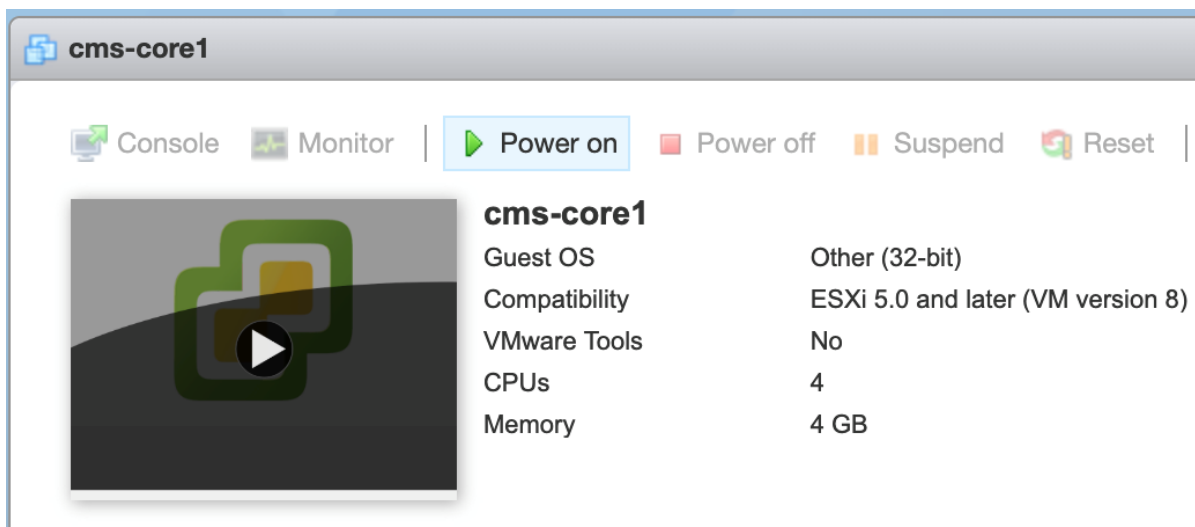 cms-core1
Console Monitor | Power on Power off Suspend Reset |
cms-core1
Guest OS Other (32-bit)
Compatibility ESXi 5.0 and later (VM version 8)
VMware Tools No
CPUs 4
Memory 4 GB